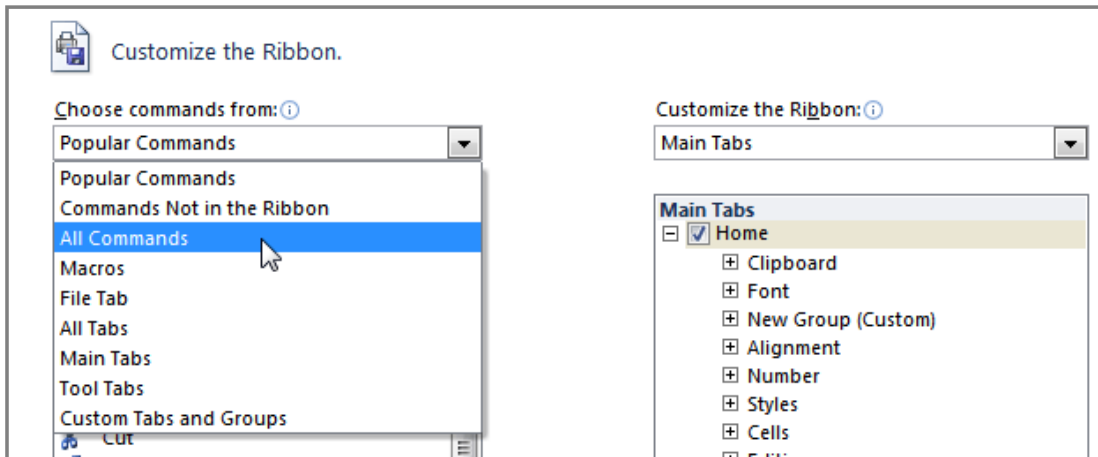 Customize the Ribbon.
Choose commands from:
Popular Commands
Popular Commands
Commands Not in the Ribbon
All Commands
Macros
File Tab
All Tabs
Main Tabs
Tool Tabs
Custom Tabs and Groups
Cut
Customize the Ribbon:
Main Tabs
Main Tabs
Home
Clipboard
Font
New Group (Custom)
Alignment
Number
Styles
Cells